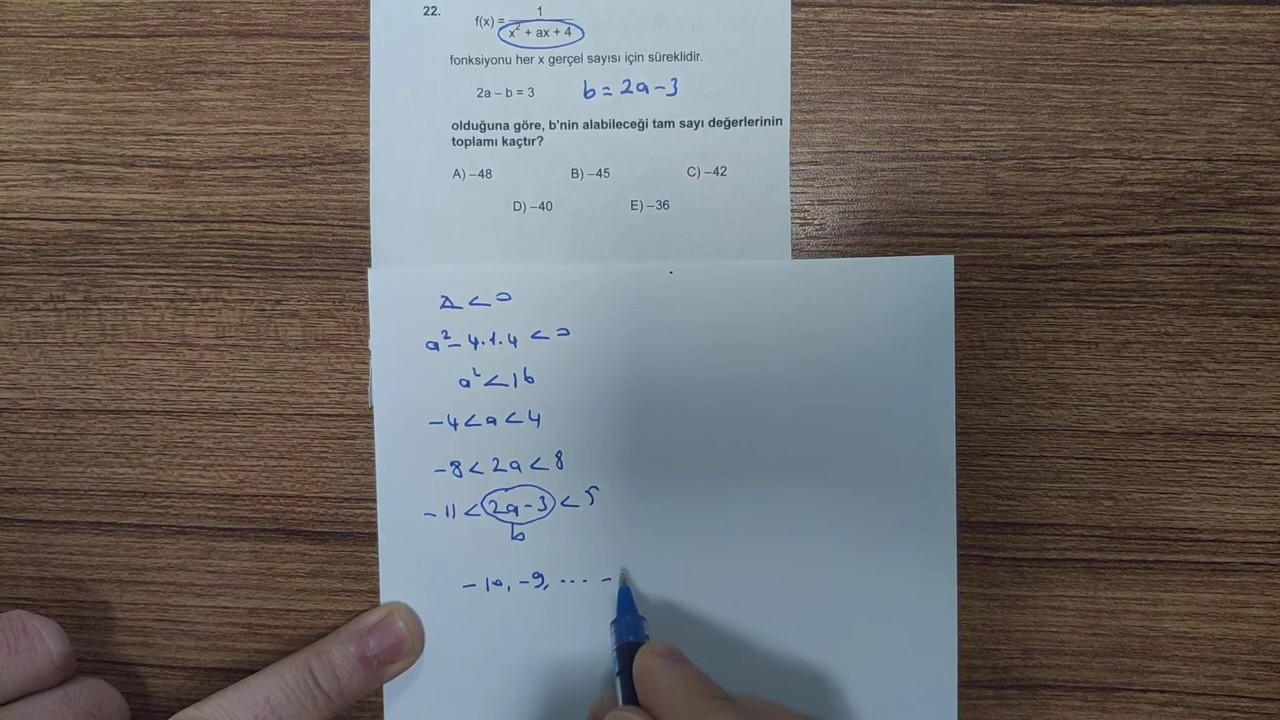 22.
f(x) = 1 / x² + ax + 4
fonksiyonu her x gerçel sayısı için süreklidir.
2a – b = 3
b = 2a – 3
olduğuna göre, b'nin alabileceği tam sayı değerlerinin
toplamı kaçtır?
A) –48 B) –45 C) –42
D) –40 E) –36
Δ < 0
a² – 4.1.4 < 0
a² < 16
– 4 < a < 4
– 8 < 2a < 8
– 11 < 2a – 3 < 5
b
– 10, – 9, ... –